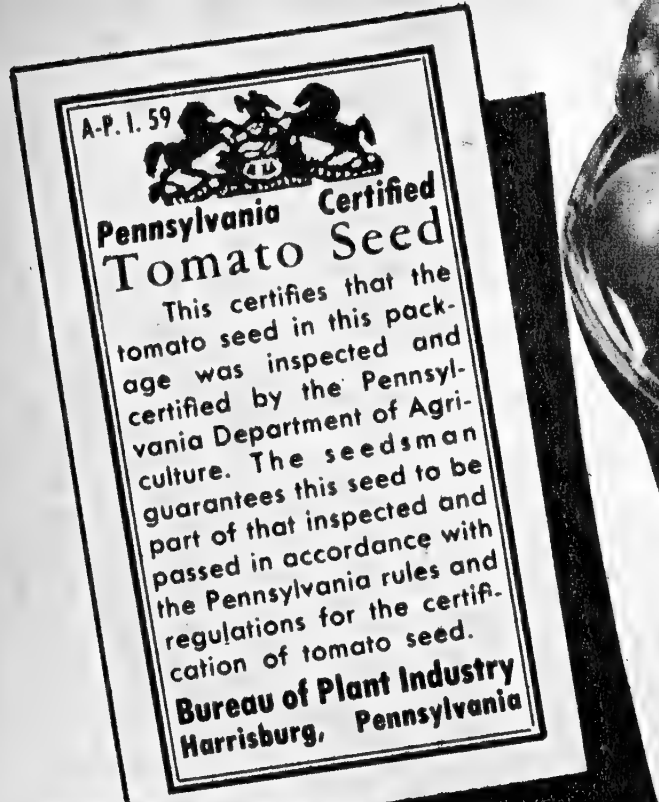 A-P. I. 59
Pennsylvania Certified
Tomato Seed
This certifies that the
tomato seed in this pack-
age was inspected and
certified by the Pennsyl-
vania Department of Agri-
culture. The seedsman
guarantees this seed to be
part of that inspected and
passed in accordance with
the Pennsylvania rules and
regulations for the certifi-
cation of tomato seed.
Bureau of Plant Industry
Harrisburg, Pennsylvania